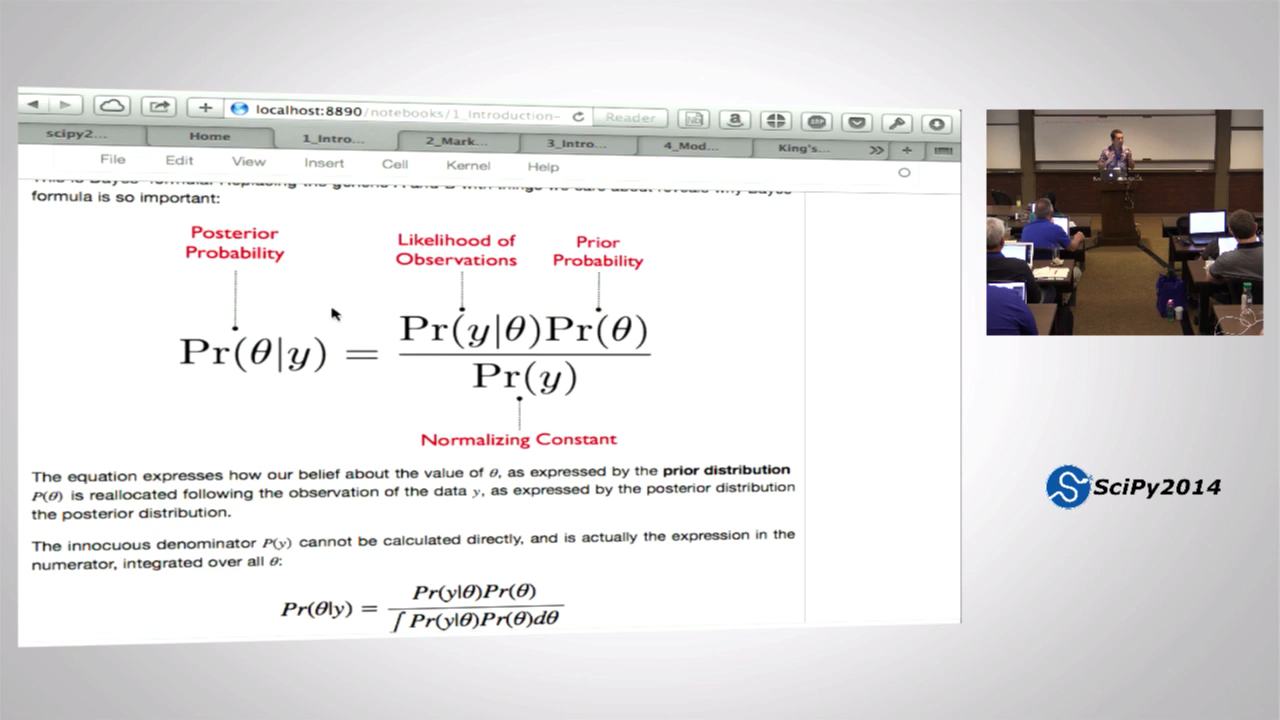 localhost:8890/notebooks/1_Introduction-
Reader
scipy2...
Home
1_Intro...
2_Mark...
3_Intro...
4_Mod...
King's...
File Edit View Insert Cell Kernel Help
formula is so important:
Posterior
Probability
Likelihood of
Observations
Prior
Probability
Pr(θ|y) = Pr(y|θ)Pr(θ)
Pr(y)
Normalizing Constant
The equation expresses how our belief about the value of θ, as expressed by the prior distribution
P(θ) is reallocated following the observation of the data y, as expressed by the posterior distribution
the posterior distribution.
The innocuous denominator P(y) cannot be calculated directly, and is actually the expression in the
numerator, integrated over all θ:
Pr(θ|y) = Pr(y|θ)Pr(θ)
∫ Pr(y|θ)Pr(θ)dθ
SciPy2014